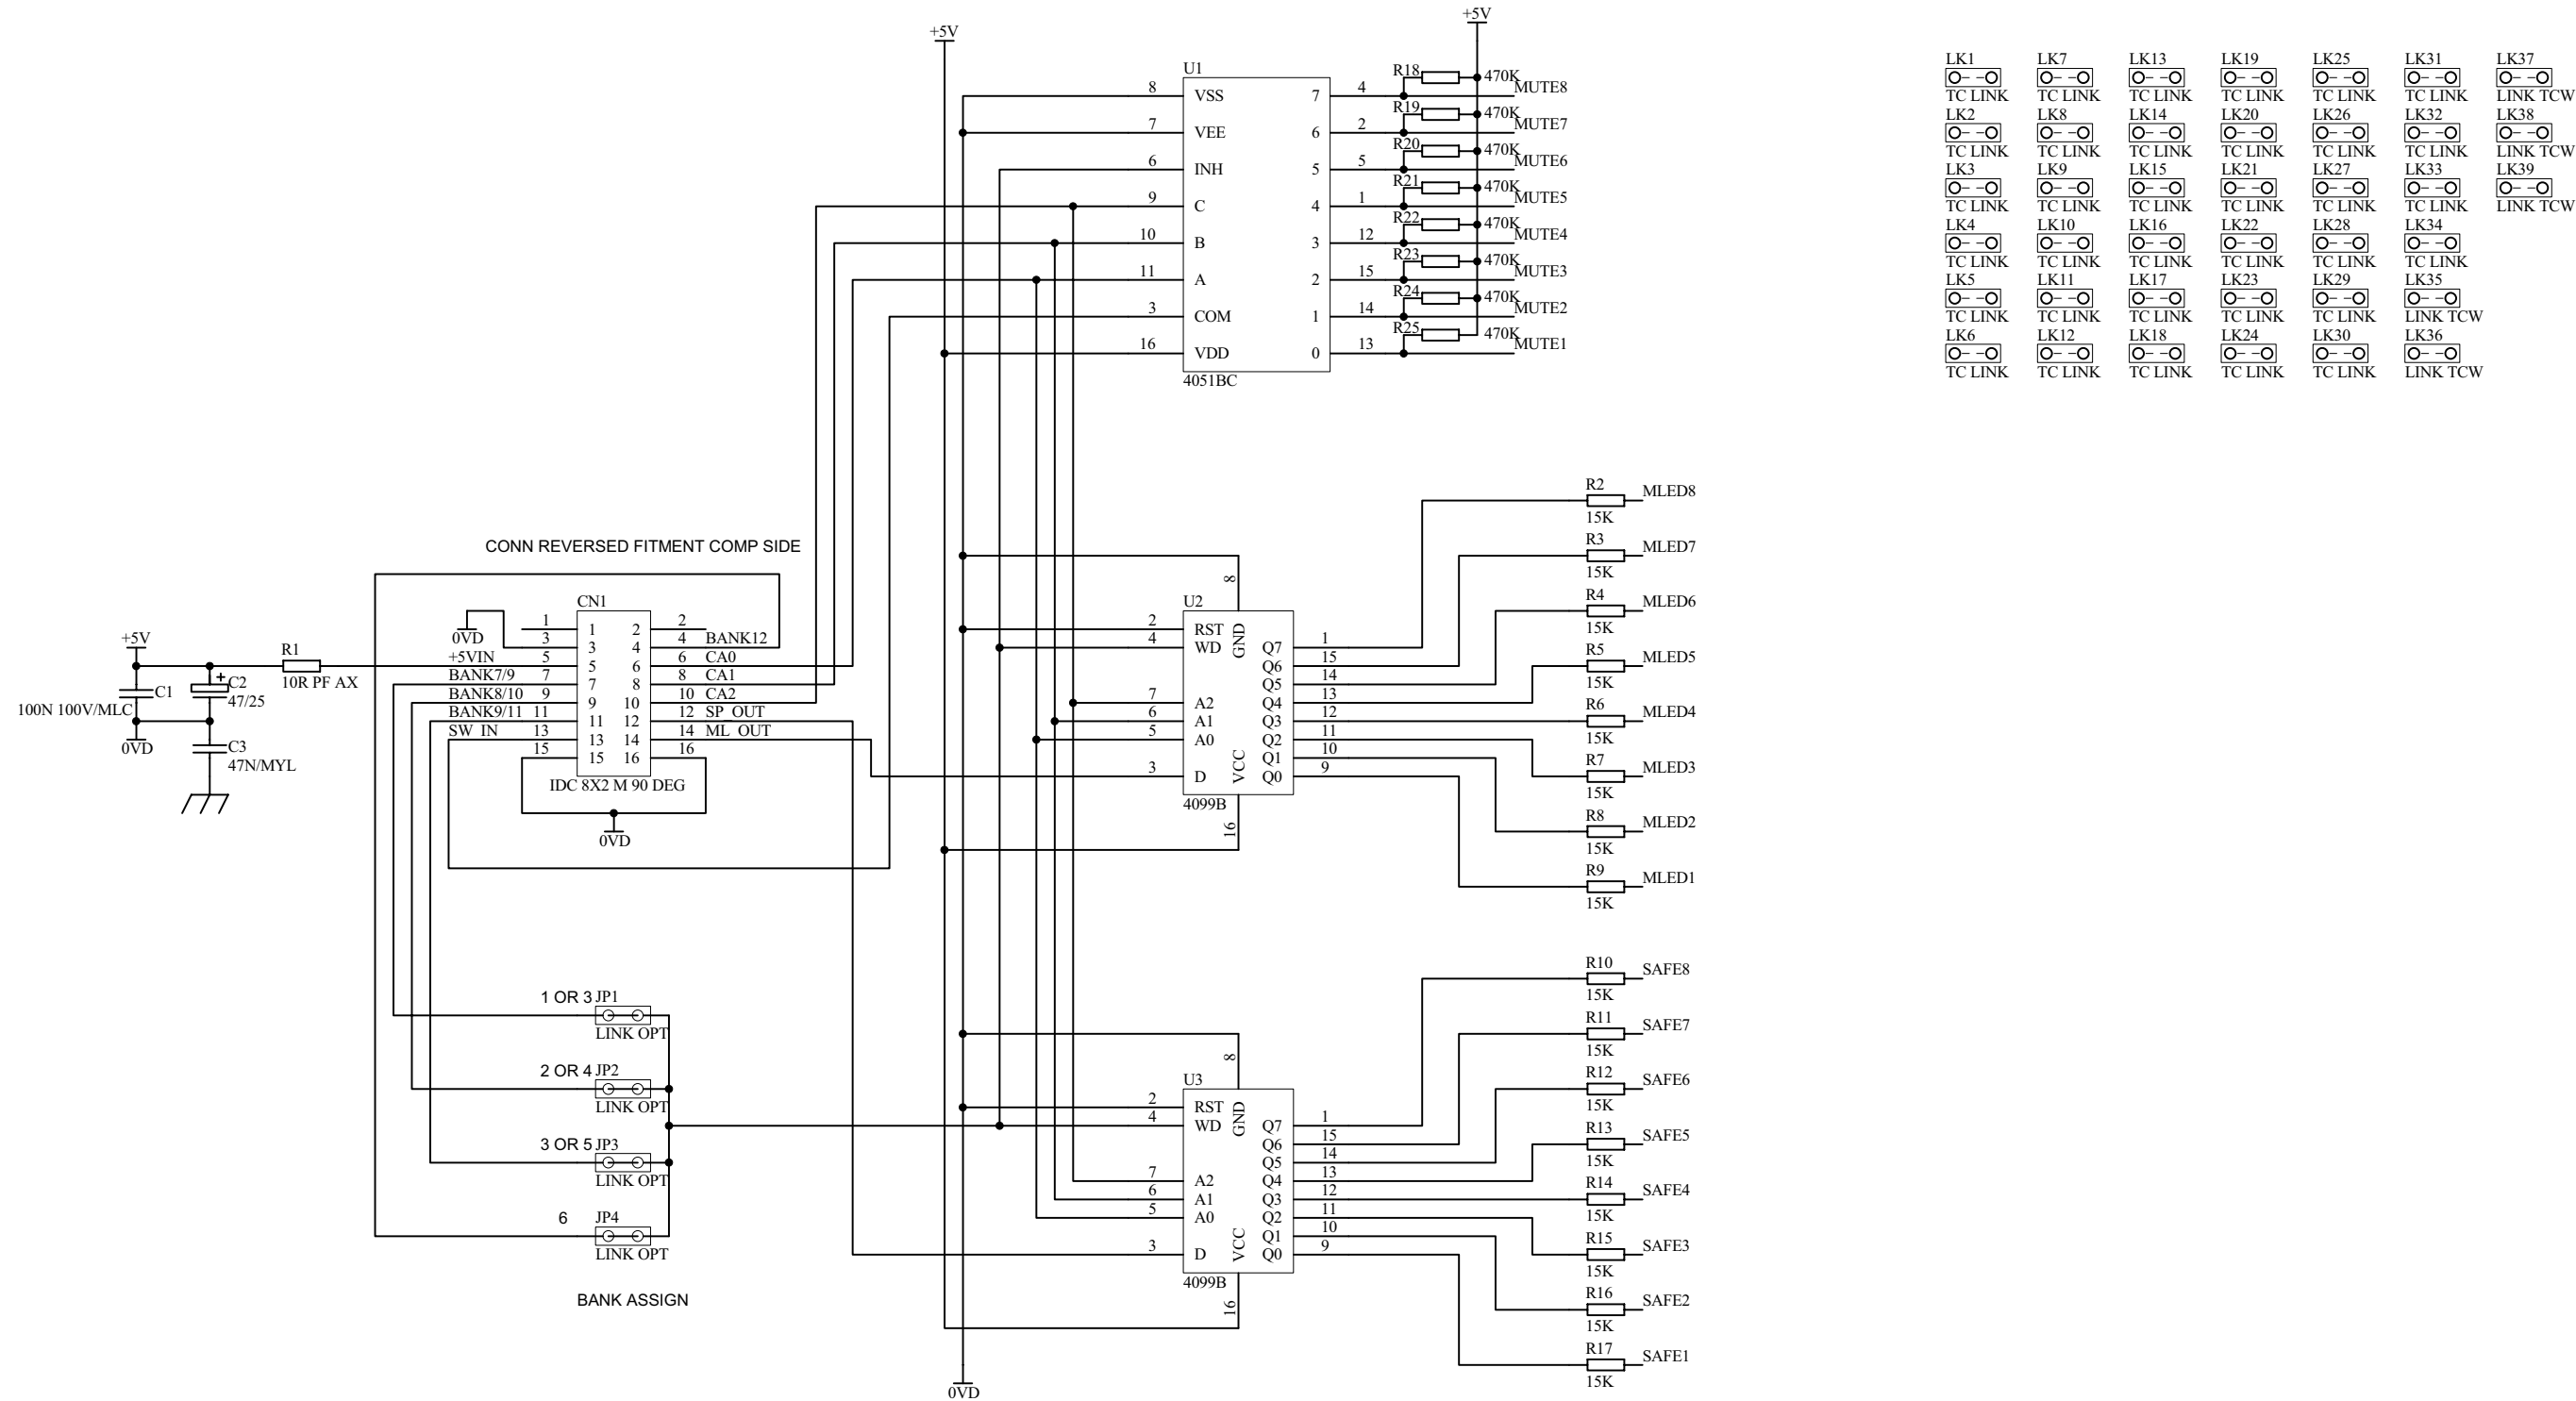 +5V
+5V
U1
8 VSS 7 4
7 VEE 6 2
6 INH 5 5
9 C 4 1
10 B 3 12
11 A 2 15
3 COM 1 14
16 VDD 0 13
4051BC
R18 470K MUTE8
R19 470K MUTE7
R20 470K MUTE6
R21 470K MUTE5
R22 470K MUTE4
R23 470K MUTE3
R24 470K MUTE2
R25 470K MUTE1
LK1 LK7 LK13 LK19 LK25 LK31 LK37
TC LINK TC LINK TC LINK TC LINK TC LINK TC LINK LINK TCW
LK2 LK8 LK14 LK20 LK26 LK32 LK38
TC LINK TC LINK TC LINK TC LINK TC LINK TC LINK LINK TCW
LK3 LK9 LK15 LK21 LK27 LK33 LK39
TC LINK TC LINK TC LINK TC LINK TC LINK TC LINK LINK TCW
LK4 LK10 LK16 LK22 LK28 LK34
TC LINK TC LINK TC LINK TC LINK TC LINK TC LINK
LK5 LK11 LK17 LK23 LK29 LK35
TC LINK TC LINK TC LINK TC LINK TC LINK LINK TCW
LK6 LK12 LK18 LK24 LK30 LK36
TC LINK TC LINK TC LINK TC LINK TC LINK LINK TCW
CONN REVERSED FITMENT COMP SIDE
CN1
1 1 2 2
0VD 3 3 4 4 BANK12
+5VIN 5 5 6 6 CA0
BANK7/9 7 7 8 8 CA1
BANK8/10 9 9 10 10 CA2
BANK9/11 11 11 12 12 SP_OUT
SW IN 13 13 14 14 ML OUT
15 15 16 16
IDC 8X2 M 90 DEG
0VD
+5V
R1
10R PF AX
C1
100N 100V/MLC
+ C2
47/25
0VD
C3
47N/MYL
U2
8
2 RST GND
4 WD Q7 1
Q6 15
Q5 14
7 A2 Q4 13
6 A1 Q3 12
5 A0 Q2 11
VCC Q1 10
3 D Q0 9
4099B
16
R2 MLED8
15K
R3 MLED7
15K
R4 MLED6
15K
R5 MLED5
15K
R6 MLED4
15K
R7 MLED3
15K
R8 MLED2
15K
R9 MLED1
15K
1 OR 3 JP1
LINK OPT
2 OR 4 JP2
LINK OPT
3 OR 5 JP3
LINK OPT
6 JP4
LINK OPT
BANK ASSIGN
U3
8
2 RST GND
4 WD Q7 1
Q6 15
Q5 14
7 A2 Q4 13
6 A1 Q3 12
5 A0 Q2 11
VCC Q1 10
3 D Q0 9
4099B
16
0VD
R10 SAFE8
15K
R11 SAFE7
15K
R12 SAFE6
15K
R13 SAFE5
15K
R14 SAFE4
15K
R15 SAFE3
15K
R16 SAFE2
15K
R17 SAFE1
15K